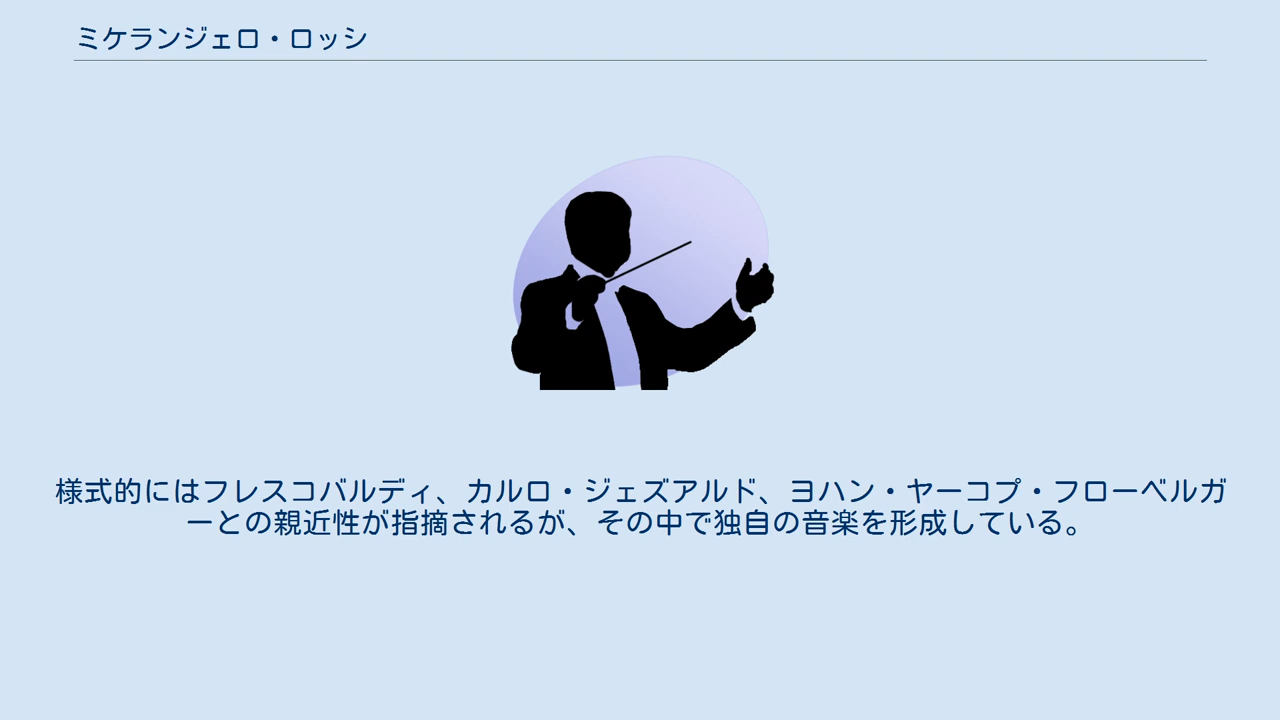 ミケランジェロ・ロッシ
様式的にはフレスコバルディ、カルロ・ジェズアルド、ヨハン・ヤーコプ・フローベルガ
ーとの親近性が指摘されるが、その中で独自の音楽を形成している。